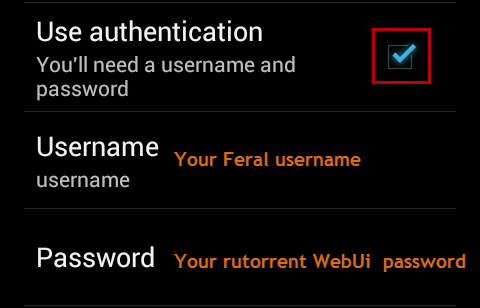 Use authentication
You'll need a username and
password
Username Your Feral username
username
Password Your rutorrent WebUi password